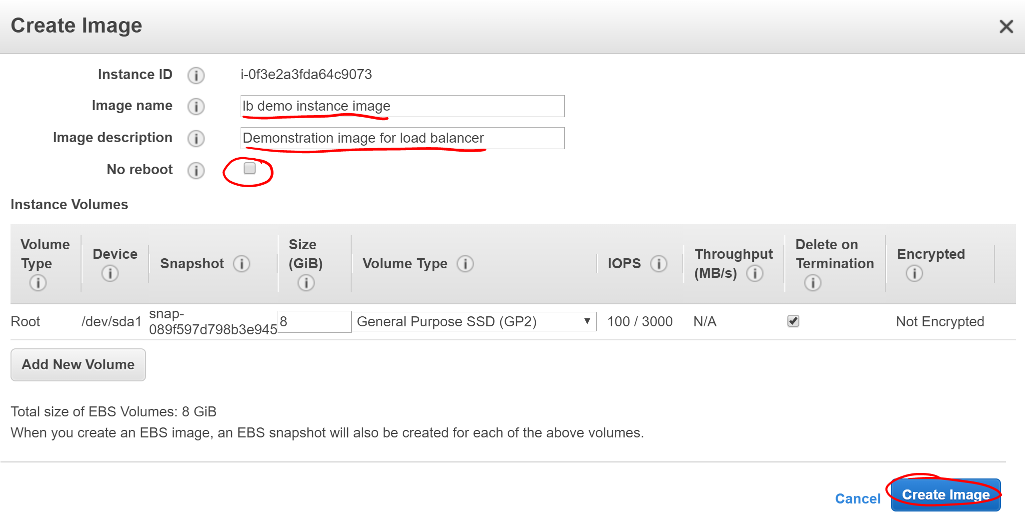 Create Image
Instance ID i-0f3e2a3fda64c9073
Image name lb demo instance image
Image description Demonstration image for load balancer
No reboot
Instance Volumes
Volume Type Device Snapshot Size (GiB) Volume Type IOPS Throughput (MB/s) Delete on Termination Encrypted
Root /dev/sda1 snap-089f597d798b3e945 8 General Purpose SSD (GP2) 100 / 3000 N/A Not Encrypted
Add New Volume
Total size of EBS Volumes: 8 GiB
When you create an EBS image, an EBS snapshot will also be created for each of the above volumes.
Cancel Create Image